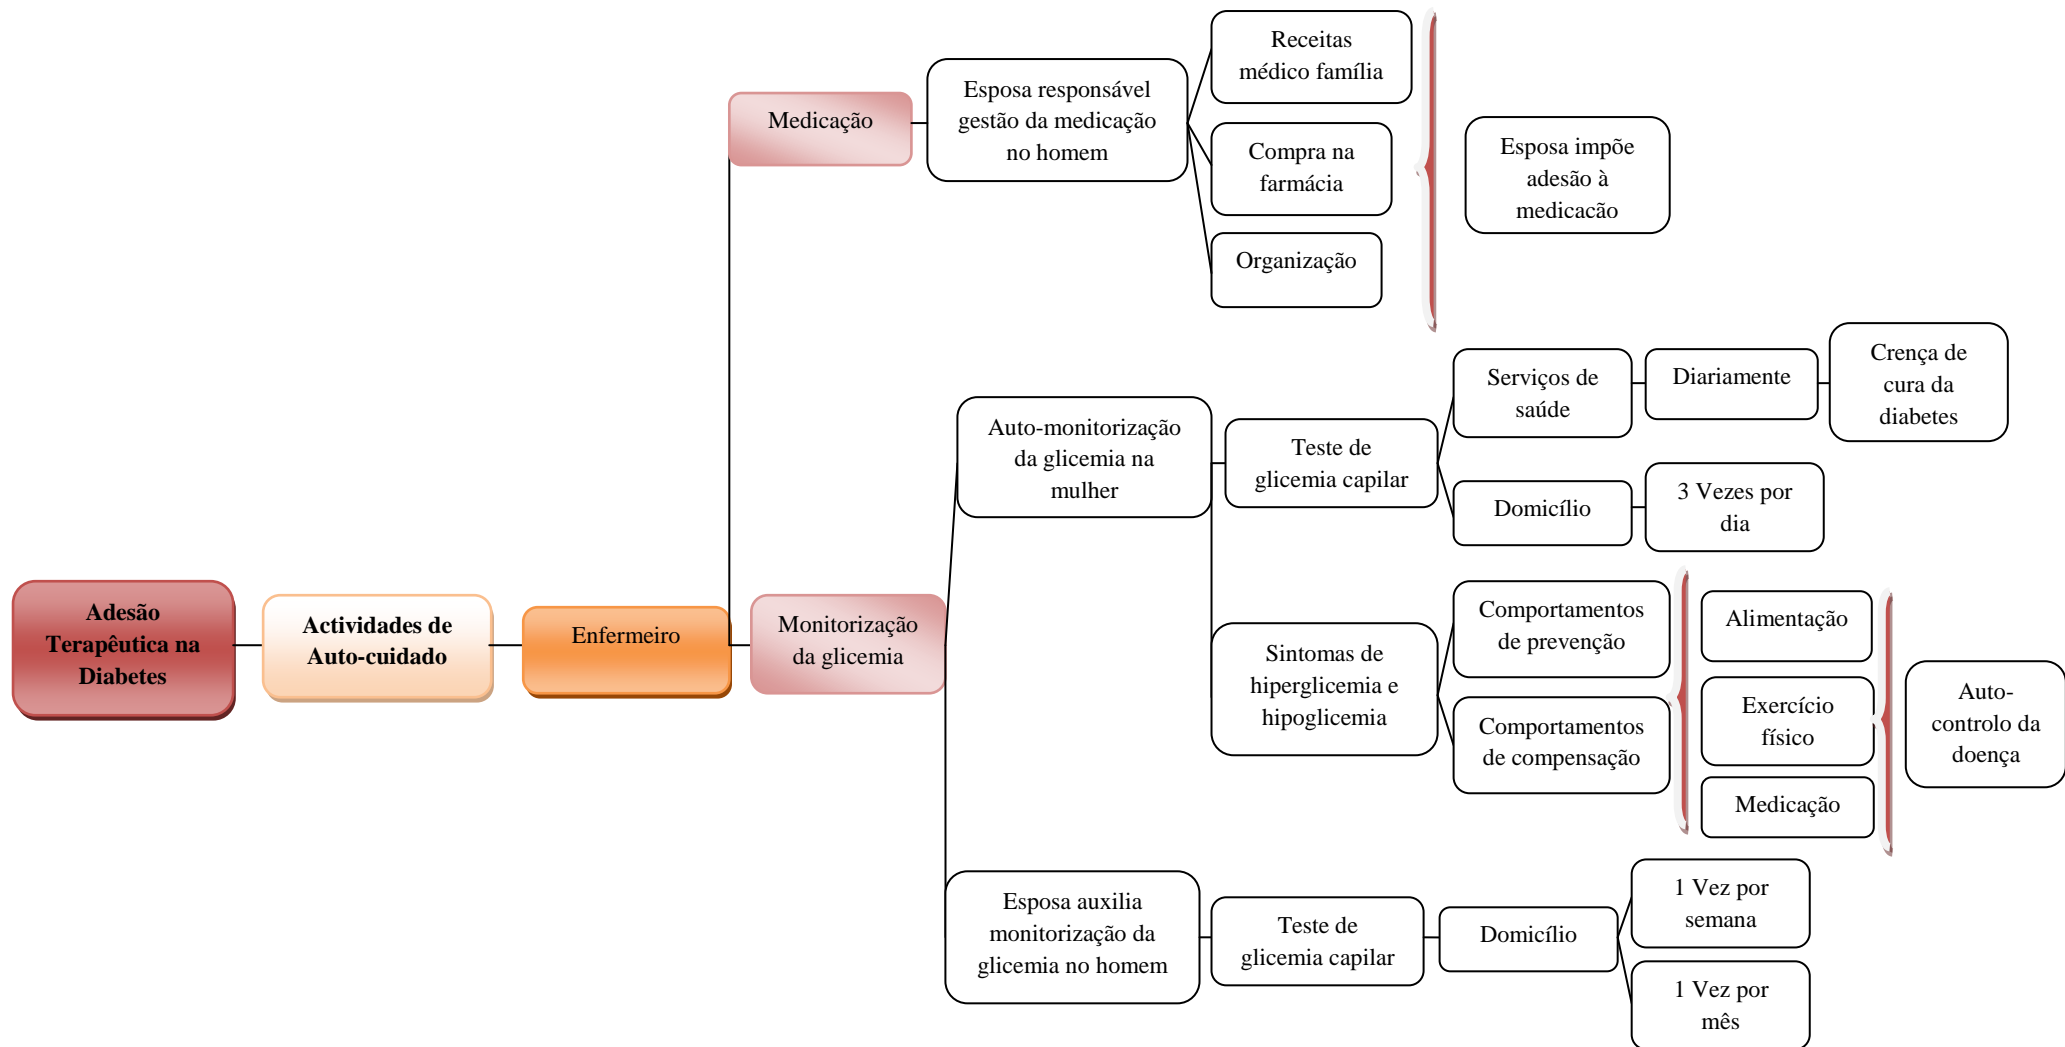 Adesão
Terapêutica na
Diabetes
Actividades de
Auto-cuidado
Enfermeiro
Medicação
Esposa responsável
gestão da medicação
no homem
Receitas
médico família
Compra na
farmácia
Organização
Esposa impõe
adesão à
medicacão
Monitorização
da glicemia
Auto-monitorização
da glicemia na
mulher
Teste de
glicemia capilar
Serviços de
saúde
Diariamente
Crença de
cura da
diabetes
Domicílio
3 Vezes por
dia
Sintomas de
hiperglicemia e
hipoglicemia
Comportamentos
de prevenção
Comportamentos
de compensação
Alimentação
Exercício
físico
Medicação
Auto-
controlo da
doença
Esposa auxilia
monitorização da
glicemia no homem
Teste de
glicemia capilar
Domicílio
1 Vez por
semana
1 Vez por
mês